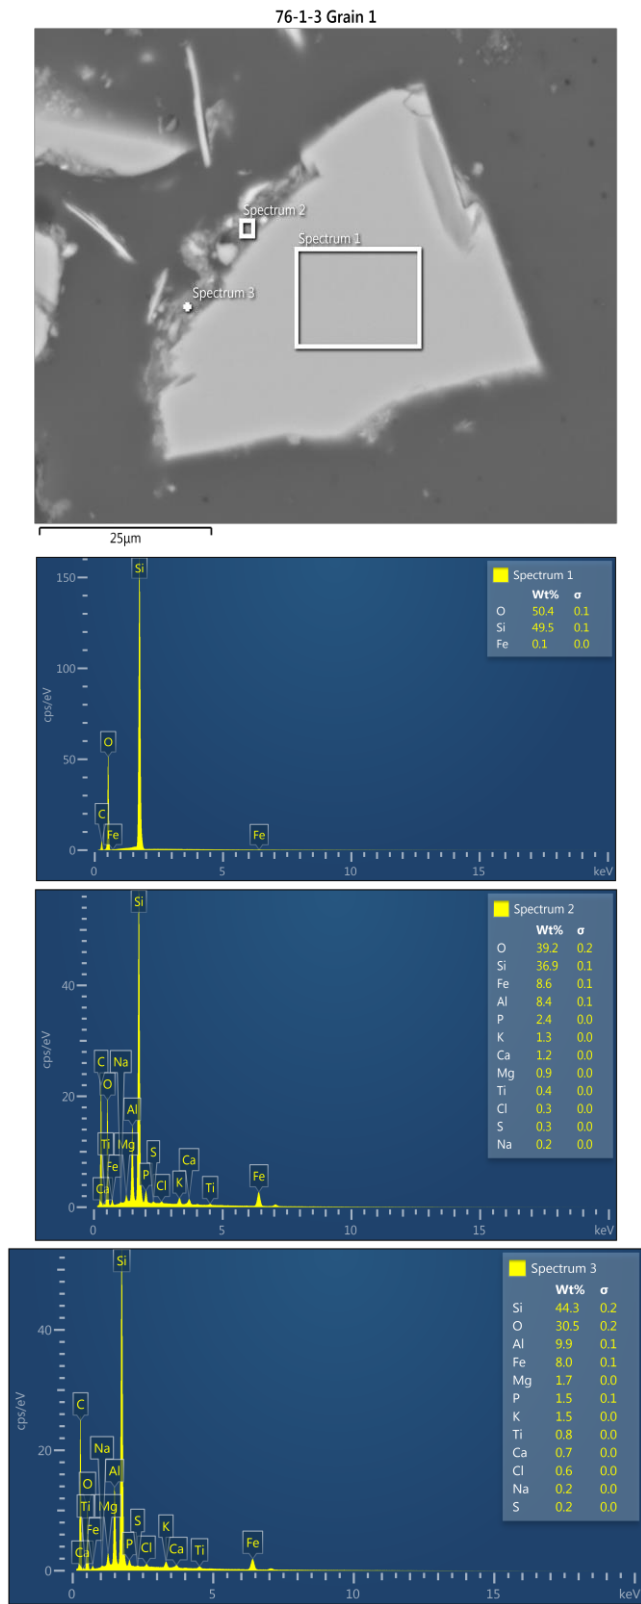 76-1-3 Grain 1
Spectrum 2
Spectrum 1
Spectrum 3
25µm
Spectrum 1
Wt% σ
O 50.4 0.1
Si 49.5 0.1
Fe 0.1 0.0
150
100
50
0
cps/eV
Si
O
C
Fe
Fe
0 5 10 15 keV
Spectrum 2
Wt% σ
O 39.2 0.2
Si 36.9 0.1
Fe 8.6 0.1
Al 8.4 0.1
P 2.4 0.0
K 1.3 0.0
Ca 1.2 0.0
Mg 0.9 0.0
Ti 0.4 0.0
Cl 0.3 0.0
S 0.3 0.0
Na 0.2 0.0
40
20
0
cps/eV
Si
C Na
O
Al
Ti Mg S
Fe P K Ca Fe
Ca Cl Ti
0 5 10 15 keV
Spectrum 3
Wt% σ
Si 44.3 0.2
O 30.5 0.2
Al 9.9 0.1
Fe 8.0 0.1
Mg 1.7 0.0
P 1.5 0.1
K 1.5 0.0
Ti 0.8 0.0
Ca 0.7 0.0
Cl 0.6 0.0
Na 0.2 0.0
S 0.2 0.0
40
20
0
cps/eV
Si
C
Na
O Al
Ti Mg
Fe S K
P Cl Ca Ti Fe
Ca
0 5 10 15 20 keV